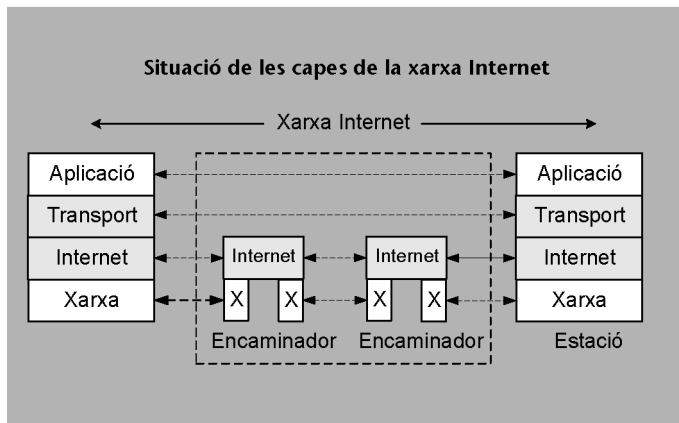 Situació de les capes de la xarxa Internet
Xarxa Internet
Aplicació
Aplicació
Transport
Transport
Internet
Internet
Internet
Internet
Xarxa
X
X
X
X
Xarxa
Encaminador
Encaminador
Estació